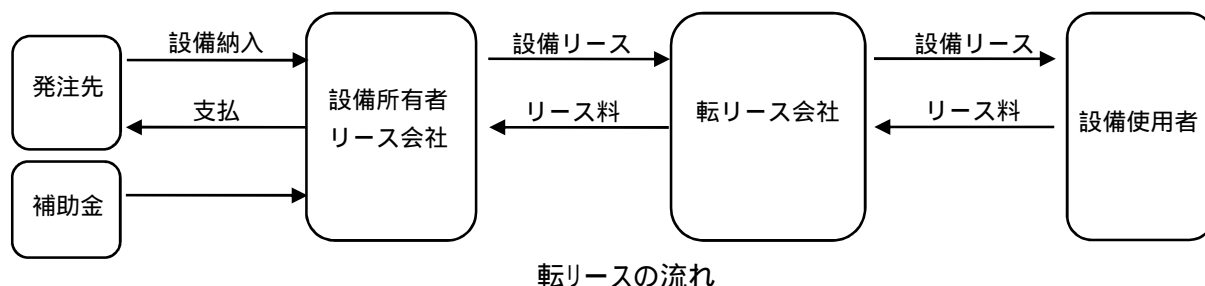 発注先
補助金
設備納入
支払
設備所有者
リース会社
設備リース
リース料
転リース会社
設備リース
リース料
設備使用者
転リースの流れ